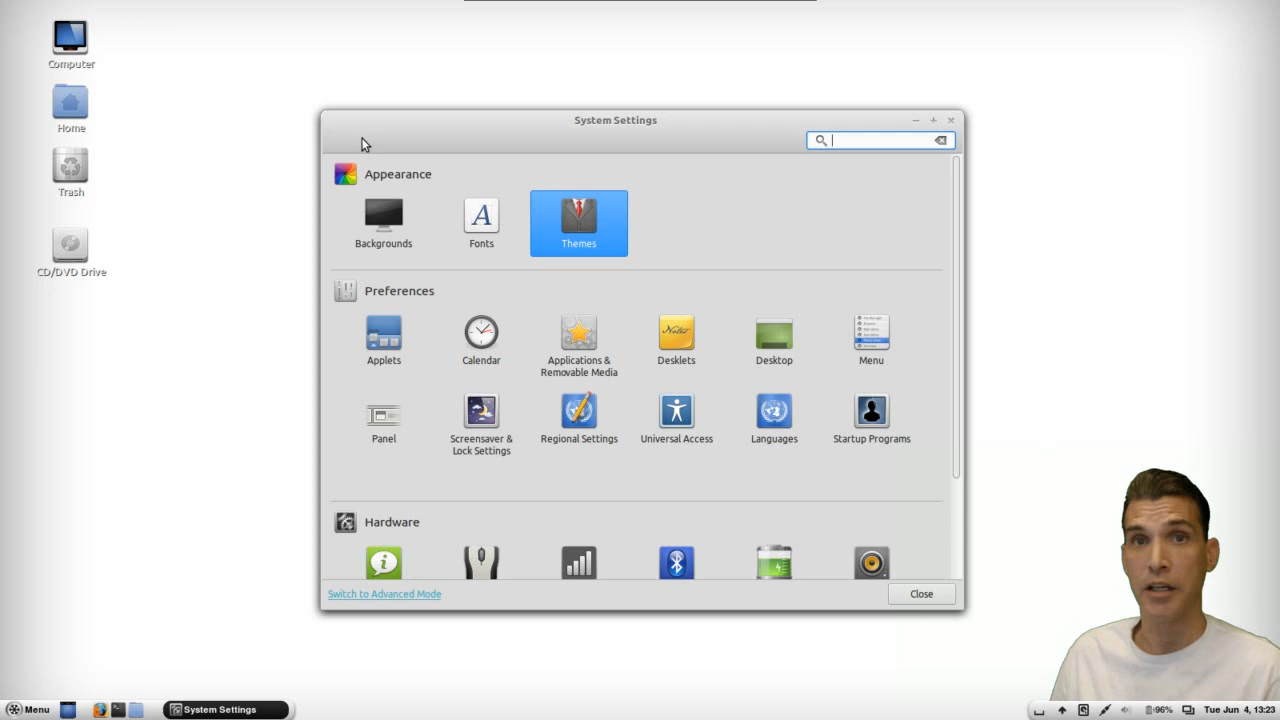 Computer
Home
Trash
CD/DVD Drive
System Settings
Appearance
Backgrounds
Fonts
Themes
Preferences
Applets
Calendar
Applications &
Removable Media
Desklets
Desktop
Menu
Panel
Screensaver &
Lock Settings
Regional Settings
Universal Access
Languages
Startup Programs
Hardware
Switch to Advanced Mode
Close
Menu
System Settings
96%
Tue Jun 4, 13:23